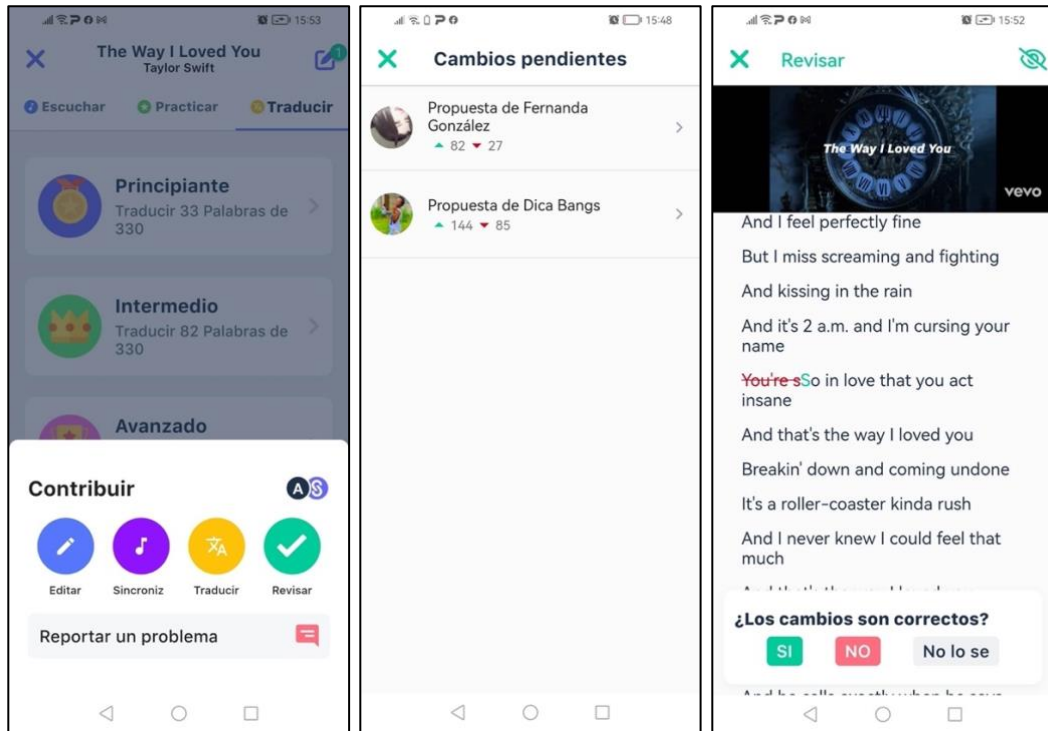 15:53
The Way I Loved You
Taylor Swift
1
Escuchar
Practicar
Traducir
Principiante
Traducir 33 Palabras de
330
Intermedio
Traducir 82 Palabras de
330
Avanzado
Contribuir
A S
Editar
Sincroniz
Traducir
Revisar
Reportar un problema
15:48
Cambios pendientes
Propuesta de Fernanda
González
82 27
Propuesta de Dica Bangs
144 85
15:52
Revisar
The Way I Loved You
vevo
And I feel perfectly fine
But I miss screaming and fighting
And kissing in the rain
And it's 2 a.m. and I'm cursing your
name
You're sSo in love that you act
insane
And that's the way I loved you
Breakin' down and coming undone
It's a roller-coaster kinda rush
And I never knew I could feel that
much
¿Los cambios son correctos?
SI
NO
No lo se